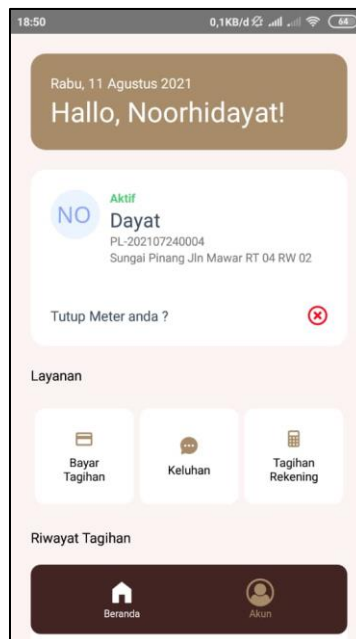 18:50 0,1KB/d 64
Rabu, 11 Agustus 2021
Hallo, Noorhidayat!
NO
Aktif
Dayat
PL-202107240004
Sungai Pinang Jln Mawar RT 04 RW 02
Tutup Meter anda ?
Layanan
Bayar
Tagihan
Keluhan
Tagihan
Rekening
Riwayat Tagihan
Beranda
Akun